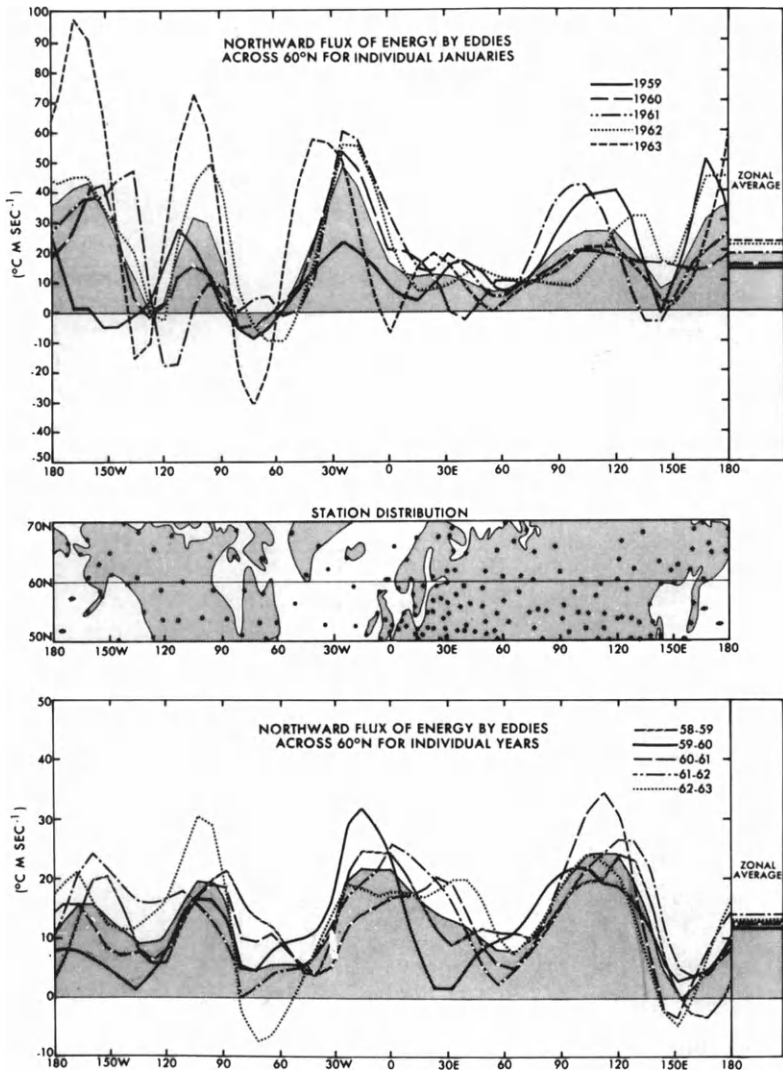 NORTHWARD FLUX OF ENERGY BY EDDIES
ACROSS 60°N FOR INDIVIDUAL JANUARIES
1959
1960
1961
1962
1963
ZONAL
AVERAGE
(°C M SEC⁻¹)
100
90
80
70
60
50
40
30
20
10
0
-10
-20
-30
-40
-50
180 150W 120 90 60 30W 0 30E 60 90 120 150E 180
STATION DISTRIBUTION
70N
60N
50N
180 150W 120 90 60 30W 0 30E 60 90 120 150E 180
NORTHWARD FLUX OF ENERGY BY EDDIES
ACROSS 60°N FOR INDIVIDUAL YEARS
58-59
59-60
60-61
61-62
62-63
ZONAL
AVERAGE
(°C M SEC⁻¹)
50
40
30
20
10
0
-10
180 150W 120 90 60 30W 0 30E 60 90 120 150E 180